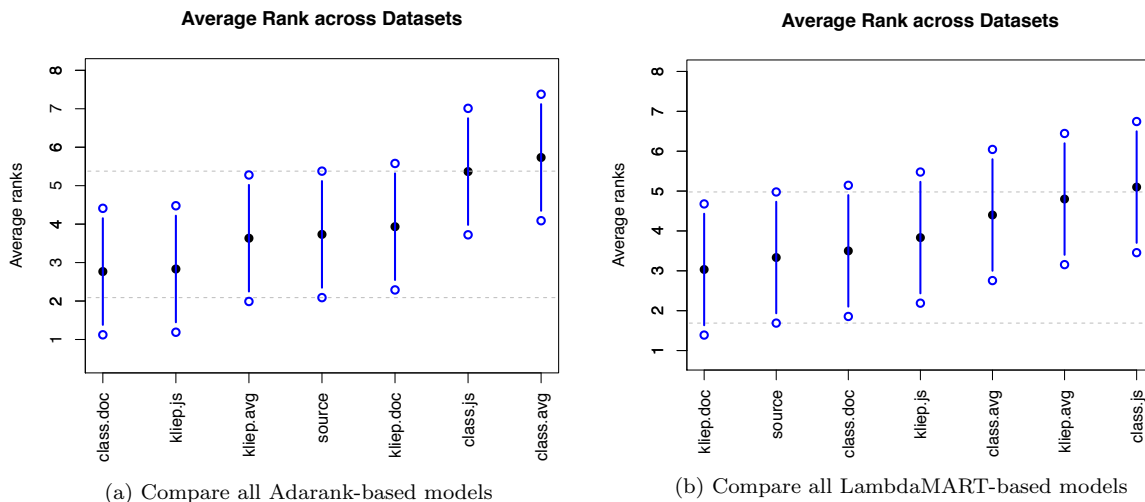 Average Rank across Datasets
Average ranks
8
7
6
5
4
3
2
1
class.doc
kliep.js
kliep.avg
source
kliep.doc
class.js
class.avg
(a) Compare all Adarank-based models
Average Rank across Datasets
Average ranks
8
7
6
5
4
3
2
1
kliep.doc
source
class.doc
kliep.js
class.avg
kliep.avg
class.js
(b) Compare all LambdaMART-based models